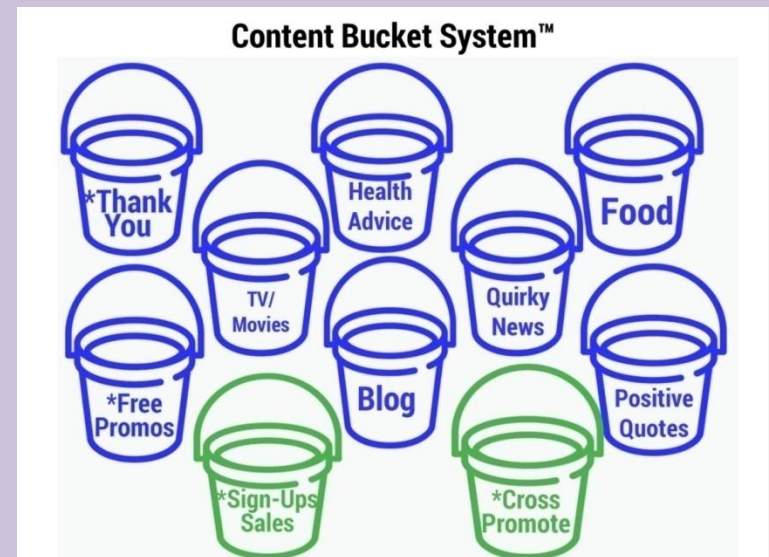 Content Bucket System™
*Thank
You
Health
Advice
Food
TV/
Movies
Quirky
News
*Free
Promos
Blog
Positive
Quotes
*Sign-Ups
Sales
*Cross
Promote